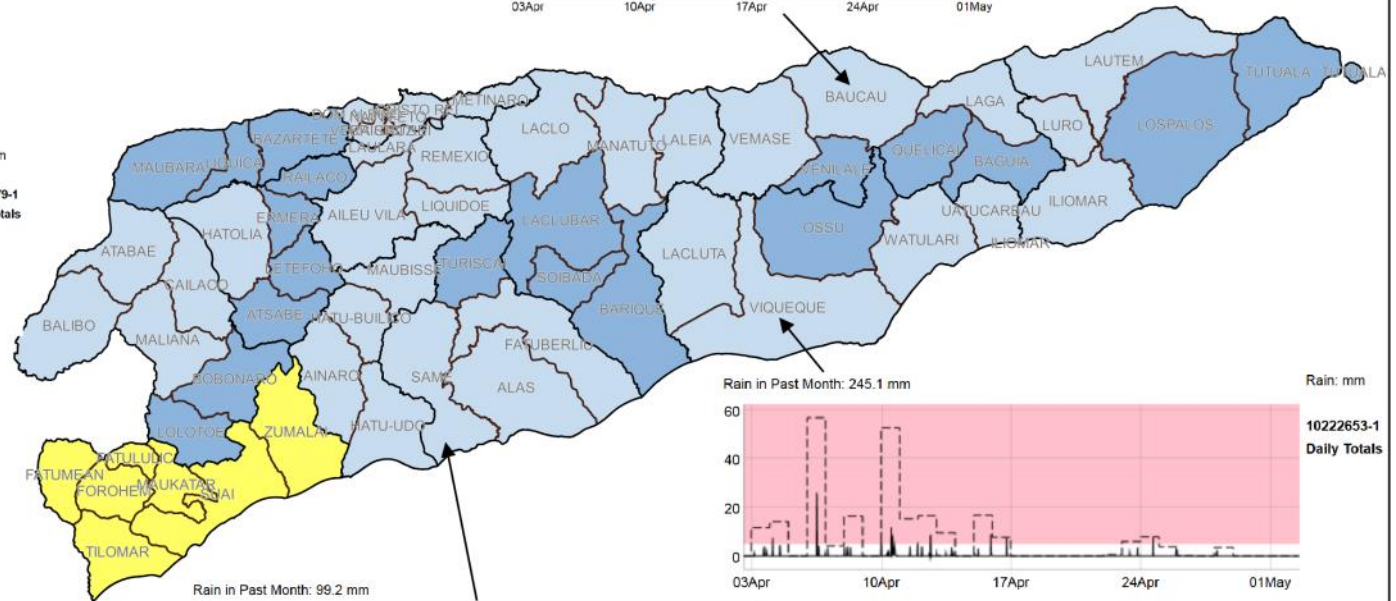 03Apr 10Apr 17Apr 24Apr 01May
LAUTEM
TUTUALA
METINARO
BAUCAU
LAGA
LACLO
LURO
LOSPALOS
BAZARTETE
MANATUTO
LALEIA
VEMASE
LAULARA
REMEXIO
QUELICAI
MAUBARA
BAGUIA
RAILACO
VENILALE
LIQUIDOE
UATUCARBAU
ILIOMAR
ERMERA
AILEU VILA
LACLUBAR
OSSU
HATOLIA
WATULARI
ILIOMAR
ATABAE
LACLUTA
LETEFOHO
MAUBISSE
TURISCAI
SOIBADA
CAILACO
BARIQUE
VIQUEQUE
ATSABE
HATU-BUILICO
BALIBO
MALIANA
FATUBERLIU
BOBONARO
AINARO
SAME
ALAS
LOLOTOE
ZUMALAI
HATU-UDO
FATULULIC
FATUMEAN
FOROHEM
MAUKATAR
SUAI
TILOMAR
Rain in Past Month: 99.2 mm
Rain in Past Month: 245.1 mm
Rain: mm
60
10222653-1
40
Daily Totals
20
0
03Apr 10Apr 17Apr 24Apr 01May